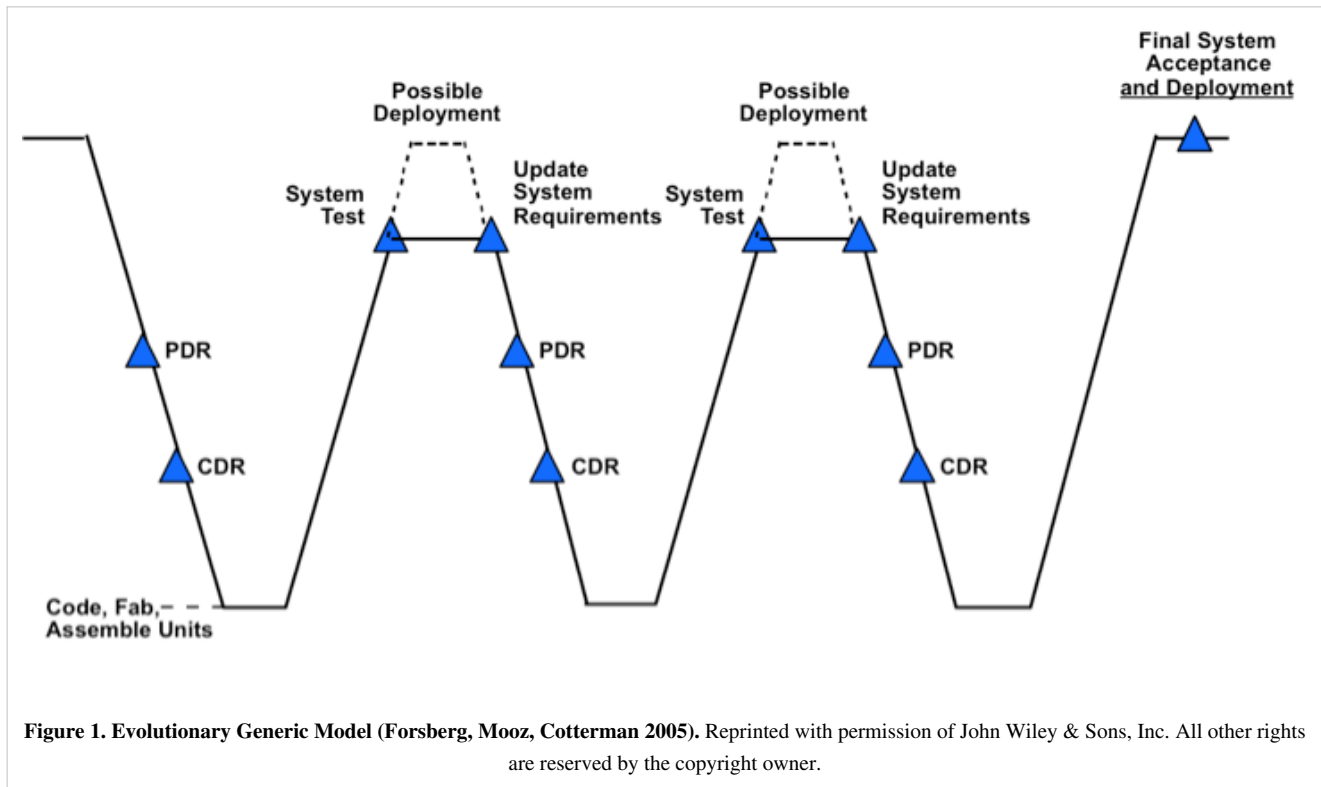 Final System
Acceptance
and Deployment
Possible
Deployment
Possible
Deployment
System
Test
Update
System
Requirements
System
Test
Update
System
Requirements
PDR
PDR
PDR
CDR
CDR
CDR
Code, Fab,
Assemble Units
Figure 1. Evolutionary Generic Model (Forsberg, Mooz, Cotterman 2005). Reprinted with permission of John Wiley & Sons, Inc. All other rights
are reserved by the copyright owner.